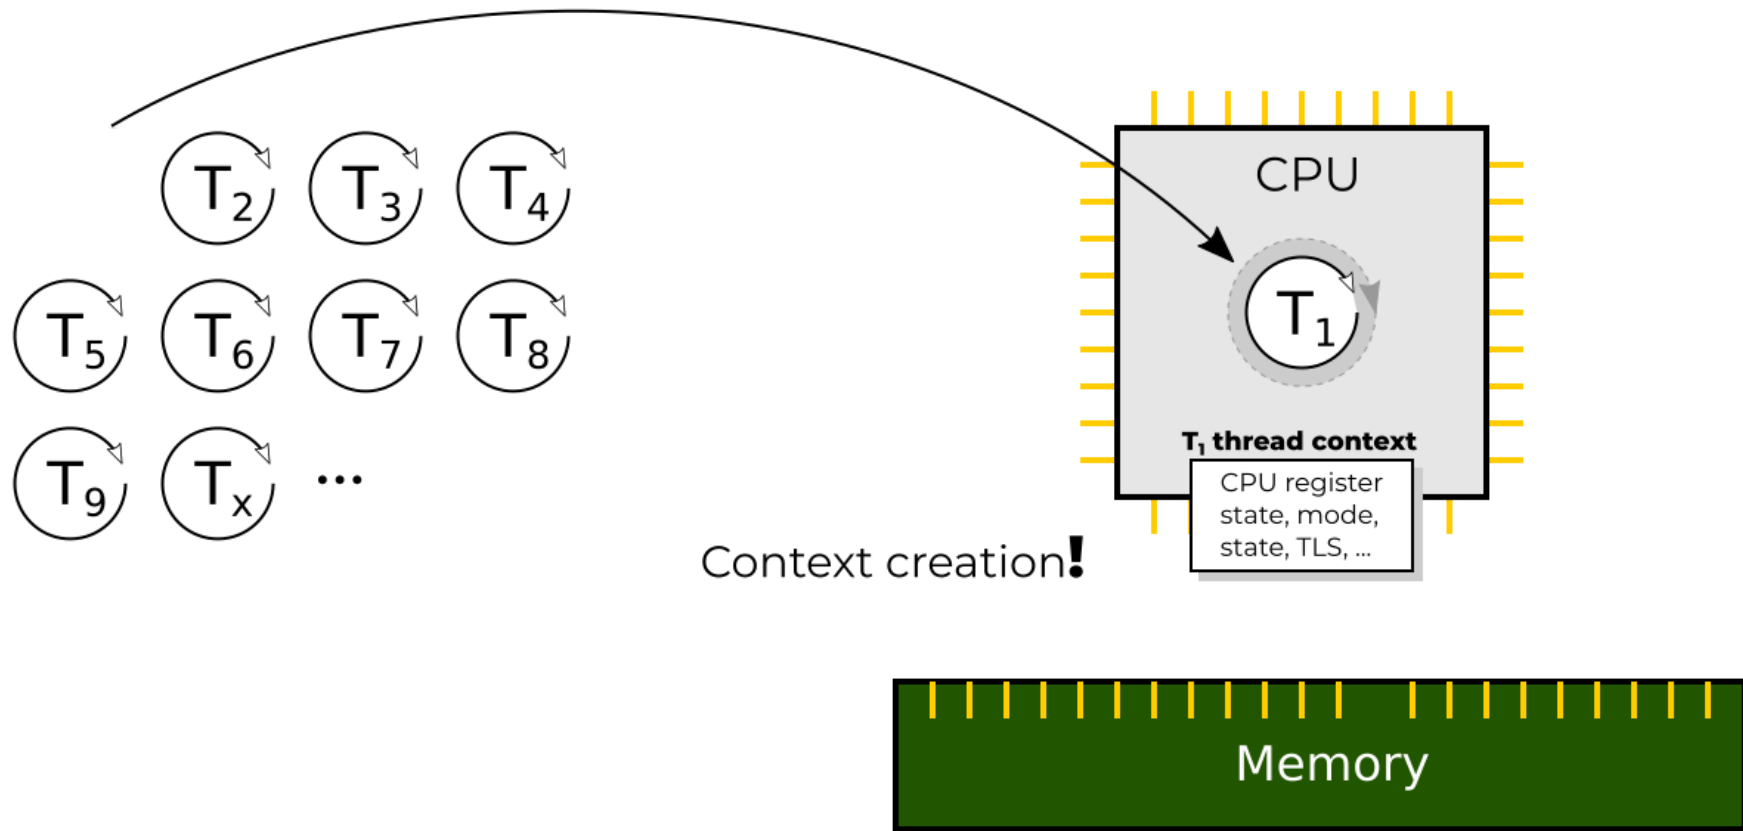 CPU
T2 T3 T4
T1
T5 T6 T7 T8
T1 thread context
T9 Tx ...
CPU register
state, mode,
state, TLS, ...
Context creation!
Memory